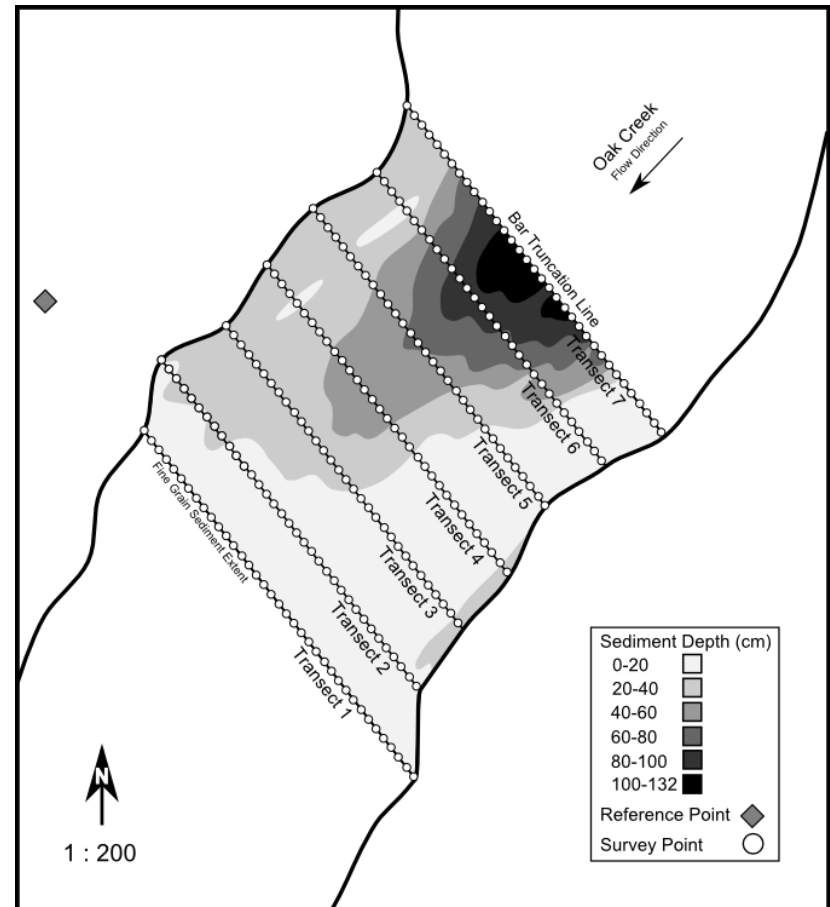 Oak Creek
Flow Direction
Bar Truncation Line
Transect 7
Transect 6
Transect 5
Transect 4
Transect 3
Transect 2
Transect 1
Fine Grain Sediment Extent
N
1 : 200
Sediment Depth (cm)
0-20
20-40
40-60
60-80
80-100
100-132
Reference Point
Survey Point